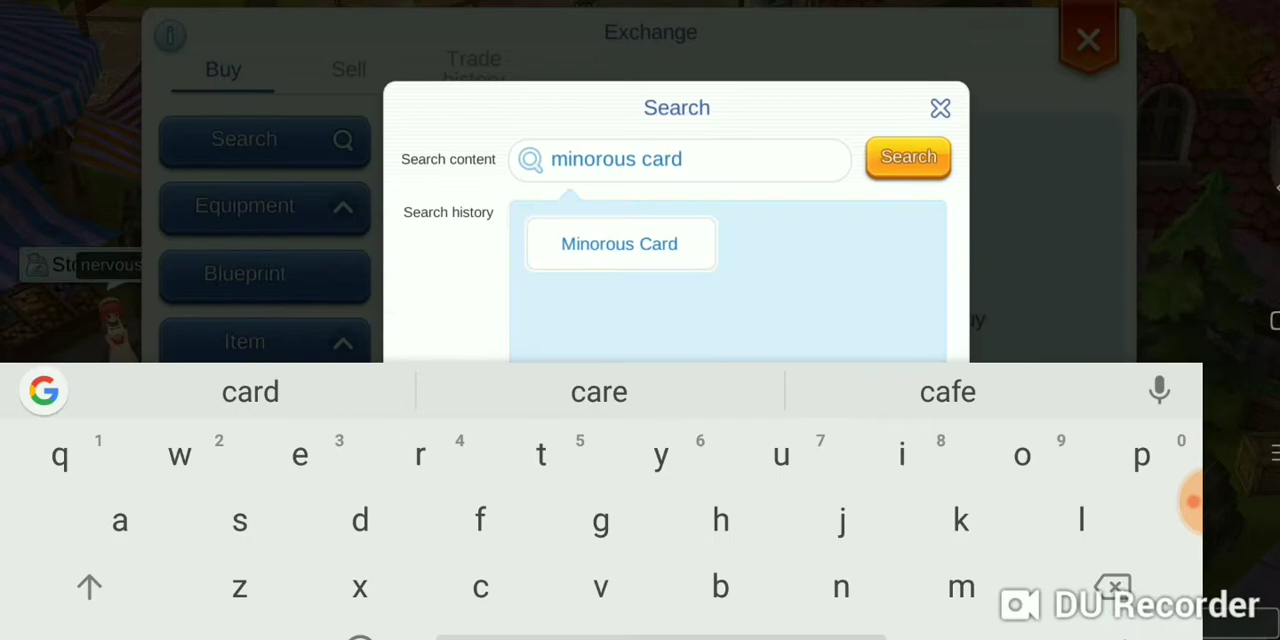 Exchange
Buy
Sell
Trade
history
Search
Search content
minorous card
Search
Search
Search history
Minorous Card
Equipment
nervous
Blueprint
Item
card
care
cafe
1 2 3 4 5 6 7 8 9 0
q w e r t y u i o p
a s d f g h j k l
z x c v b n m
DU Recorder